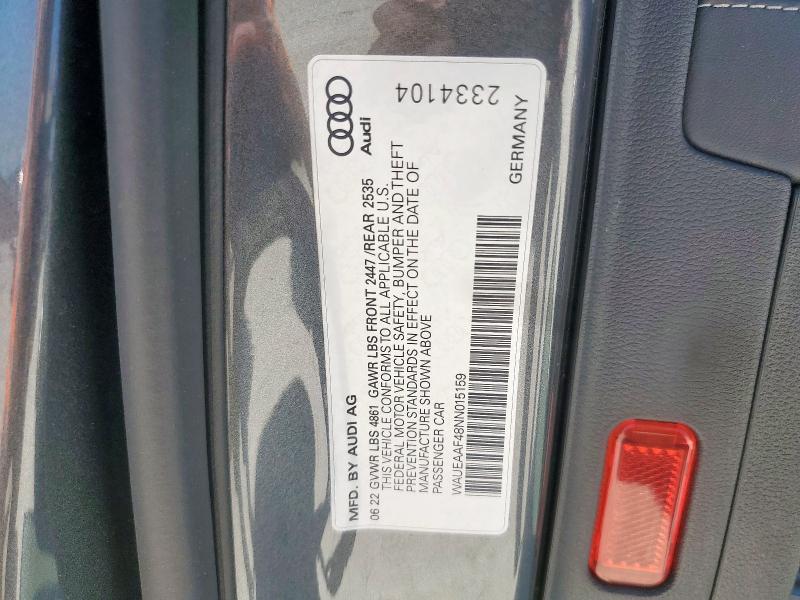 MFD. BY AUDI AG
06 22 GVWR LBS 4861 GAWR LBS FRONT 2447 /REAR 2535
THIS VEHICLE CONFORMS TO ALL APPLICABLE U.S.
FEDERAL MOTOR VEHICLE SAFETY, BUMPER AND THEFT
PREVENTION STANDARDS IN EFFECT ON THE DATE OF
MANUFACTURE SHOWN ABOVE
PASSENGER CAR
WAUEAAF48NN015159
Audi
2334104
GERMANY